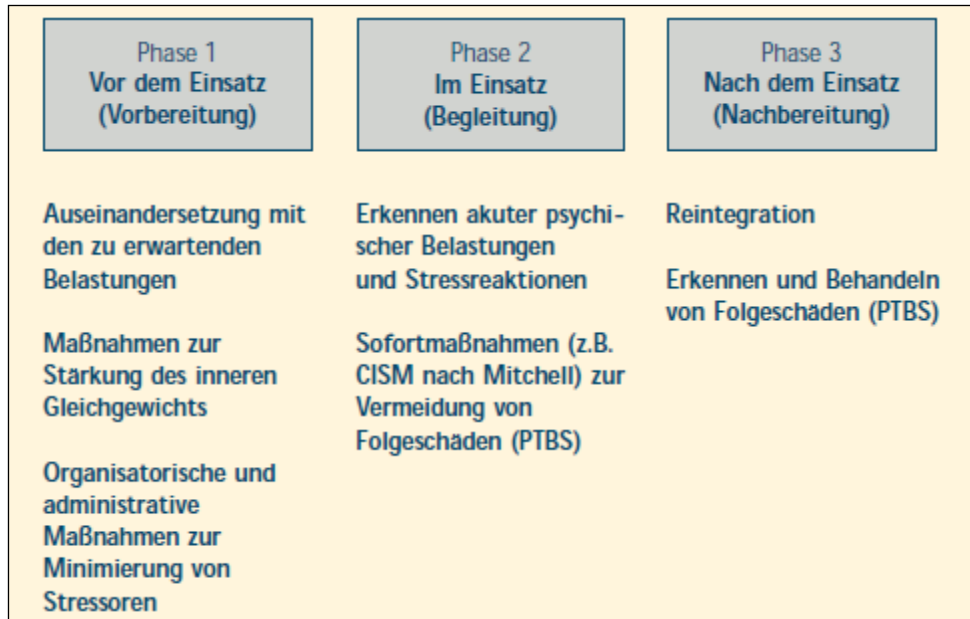 Phase 1
Vor dem Einsatz
(Vorbereitung)
Auseinandersetzung mit
den zu erwartenden
Belastungen
Maßnahmen zur
Stärkung des inneren
Gleichgewichts
Organisatorische und
administrative
Maßnahmen zur
Minimierung von
Stressoren
Phase 2
Im Einsatz
(Begleitung)
Erkennen akuter psychi-
scher Belastungen
und Stressreaktionen
Sofortmaßnahmen (z.B.
CISM nach Mitchell) zur
Vermeidung von
Folgeschäden (PTBS)
Phase 3
Nach dem Einsatz
(Nachbereitung)
Reintegration
Erkennen und Behandeln
von Folgeschäden (PTBS)